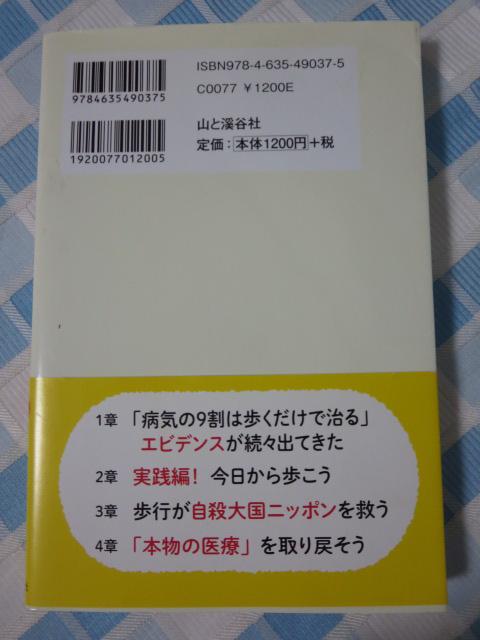 ISBN978-4-635-49037-5
C0077 ¥1200E
9784635490375
山と溪谷社
定価：本体1200円+税
1920077012005
1章 「病気の9割は歩くだけで治る」
エビデンスが続々出てきた
2章 実践編！ 今日から歩こう
3章 歩行が自殺大国ニッポンを救う
4章 「本物の医療」を取り戻そう